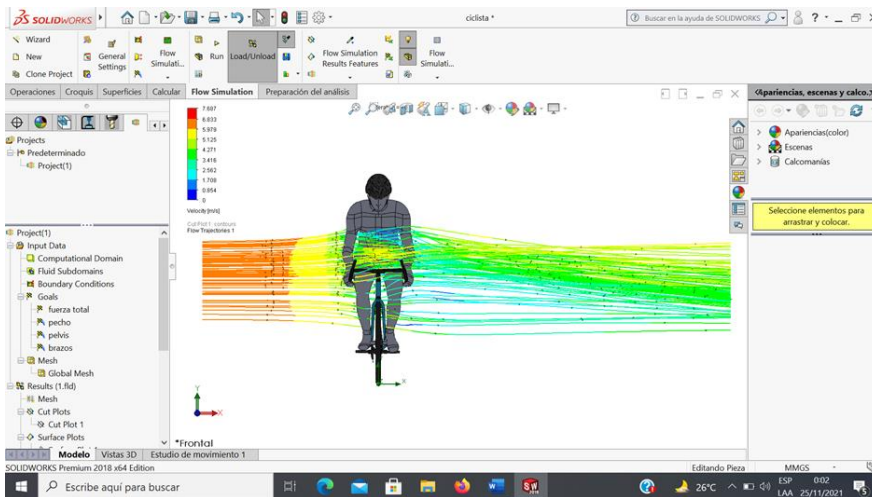 SOLIDWORKS
ciclista *
Buscar en la ayuda de SOLIDWORKS
Wizard
New
Clone Project
General Settings
Flow Simulati...
Run
Load/Unload
Flow Simulation Results Features
Flow Simulati...
Operaciones Croquis Superficies Calcular Flow Simulation Preparación del análisis
Projects
Predeterminado
Project(1)
Project(1)
Input Data
Computational Domain
Fluid Subdomains
Boundary Conditions
Goals
fuerza total
pecho
pelvis
brazos
Mesh
Global Mesh
Results (1.fld)
Mesh
Cut Plots
Cut Plot 1
Surface Plots
7.687
6.833
5.979
5.125
4.271
3.416
2.562
1.708
0.854
0
Velocity [m/s]
Cut Plot 1: contours
Flow Trajectories 1
Y
X
*Frontal
Apariencias, escenas y calco...
Apariencias(color)
Escenas
Calcomanías
Seleccione elementos para
arrastrar y colocar.
Modelo Vistas 3D Estudio de movimiento 1
SOLIDWORKS Premium 2018 x64 Edition
Editando Pieza MMGS
Escribe aquí para buscar
26°C
ESP
LAA
0:02
25/11/2021